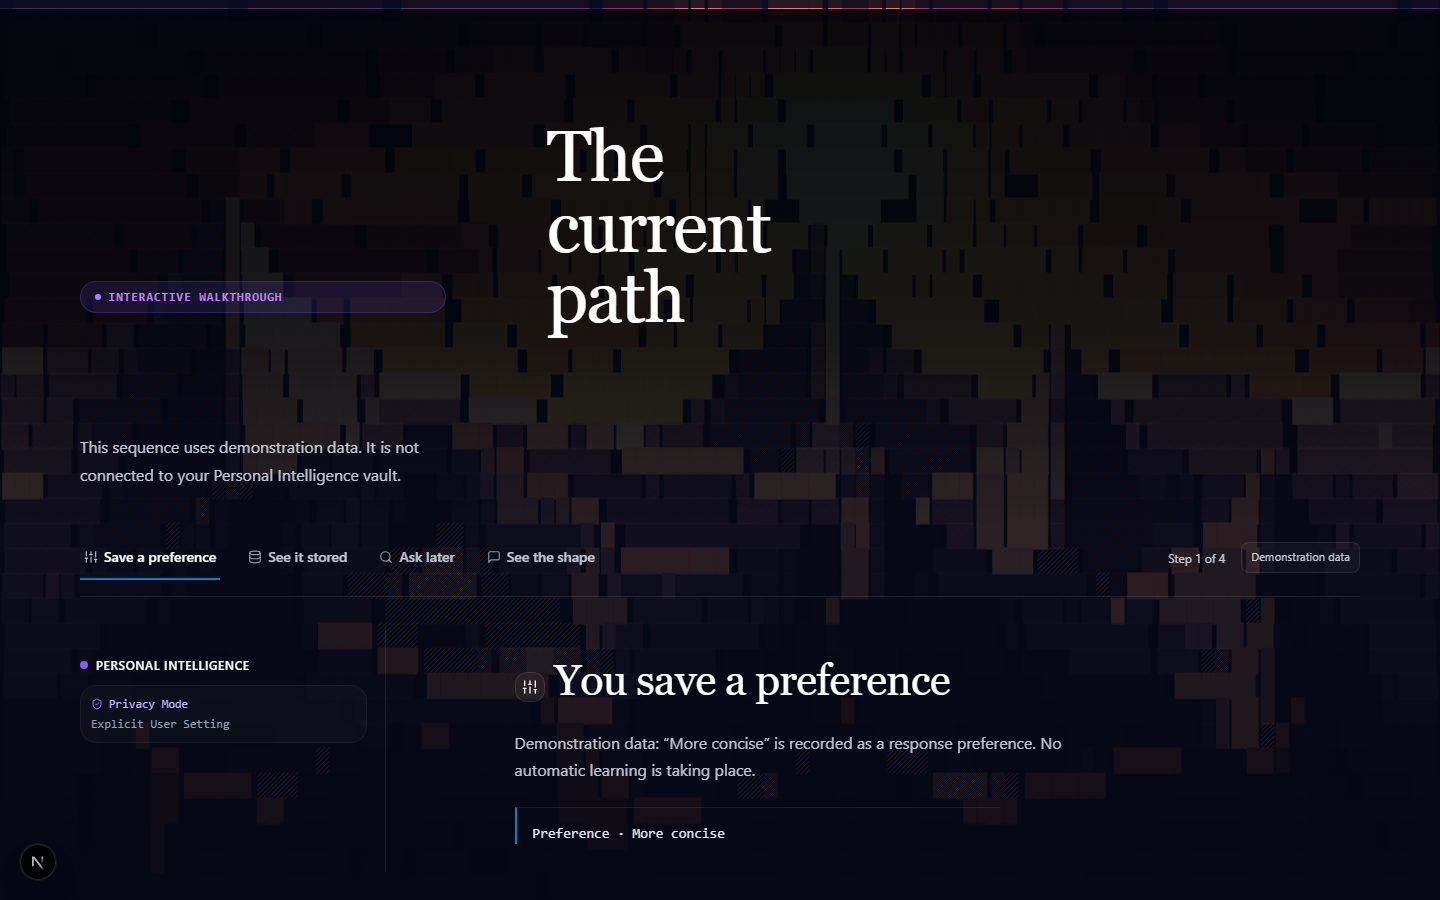 The
current
path
INTERACTIVE WALKTHROUGH
This sequence uses demonstration data. It is not
connected to your Personal Intelligence vault.
Save a preference
See it stored
Ask later
See the shape
Step 1 of 4
Demonstration data
PERSONAL INTELLIGENCE
Privacy Mode
Explicit User Setting
You save a preference
Demonstration data: “More concise” is recorded as a response preference. No
automatic learning is taking place.
Preference · More concise
N